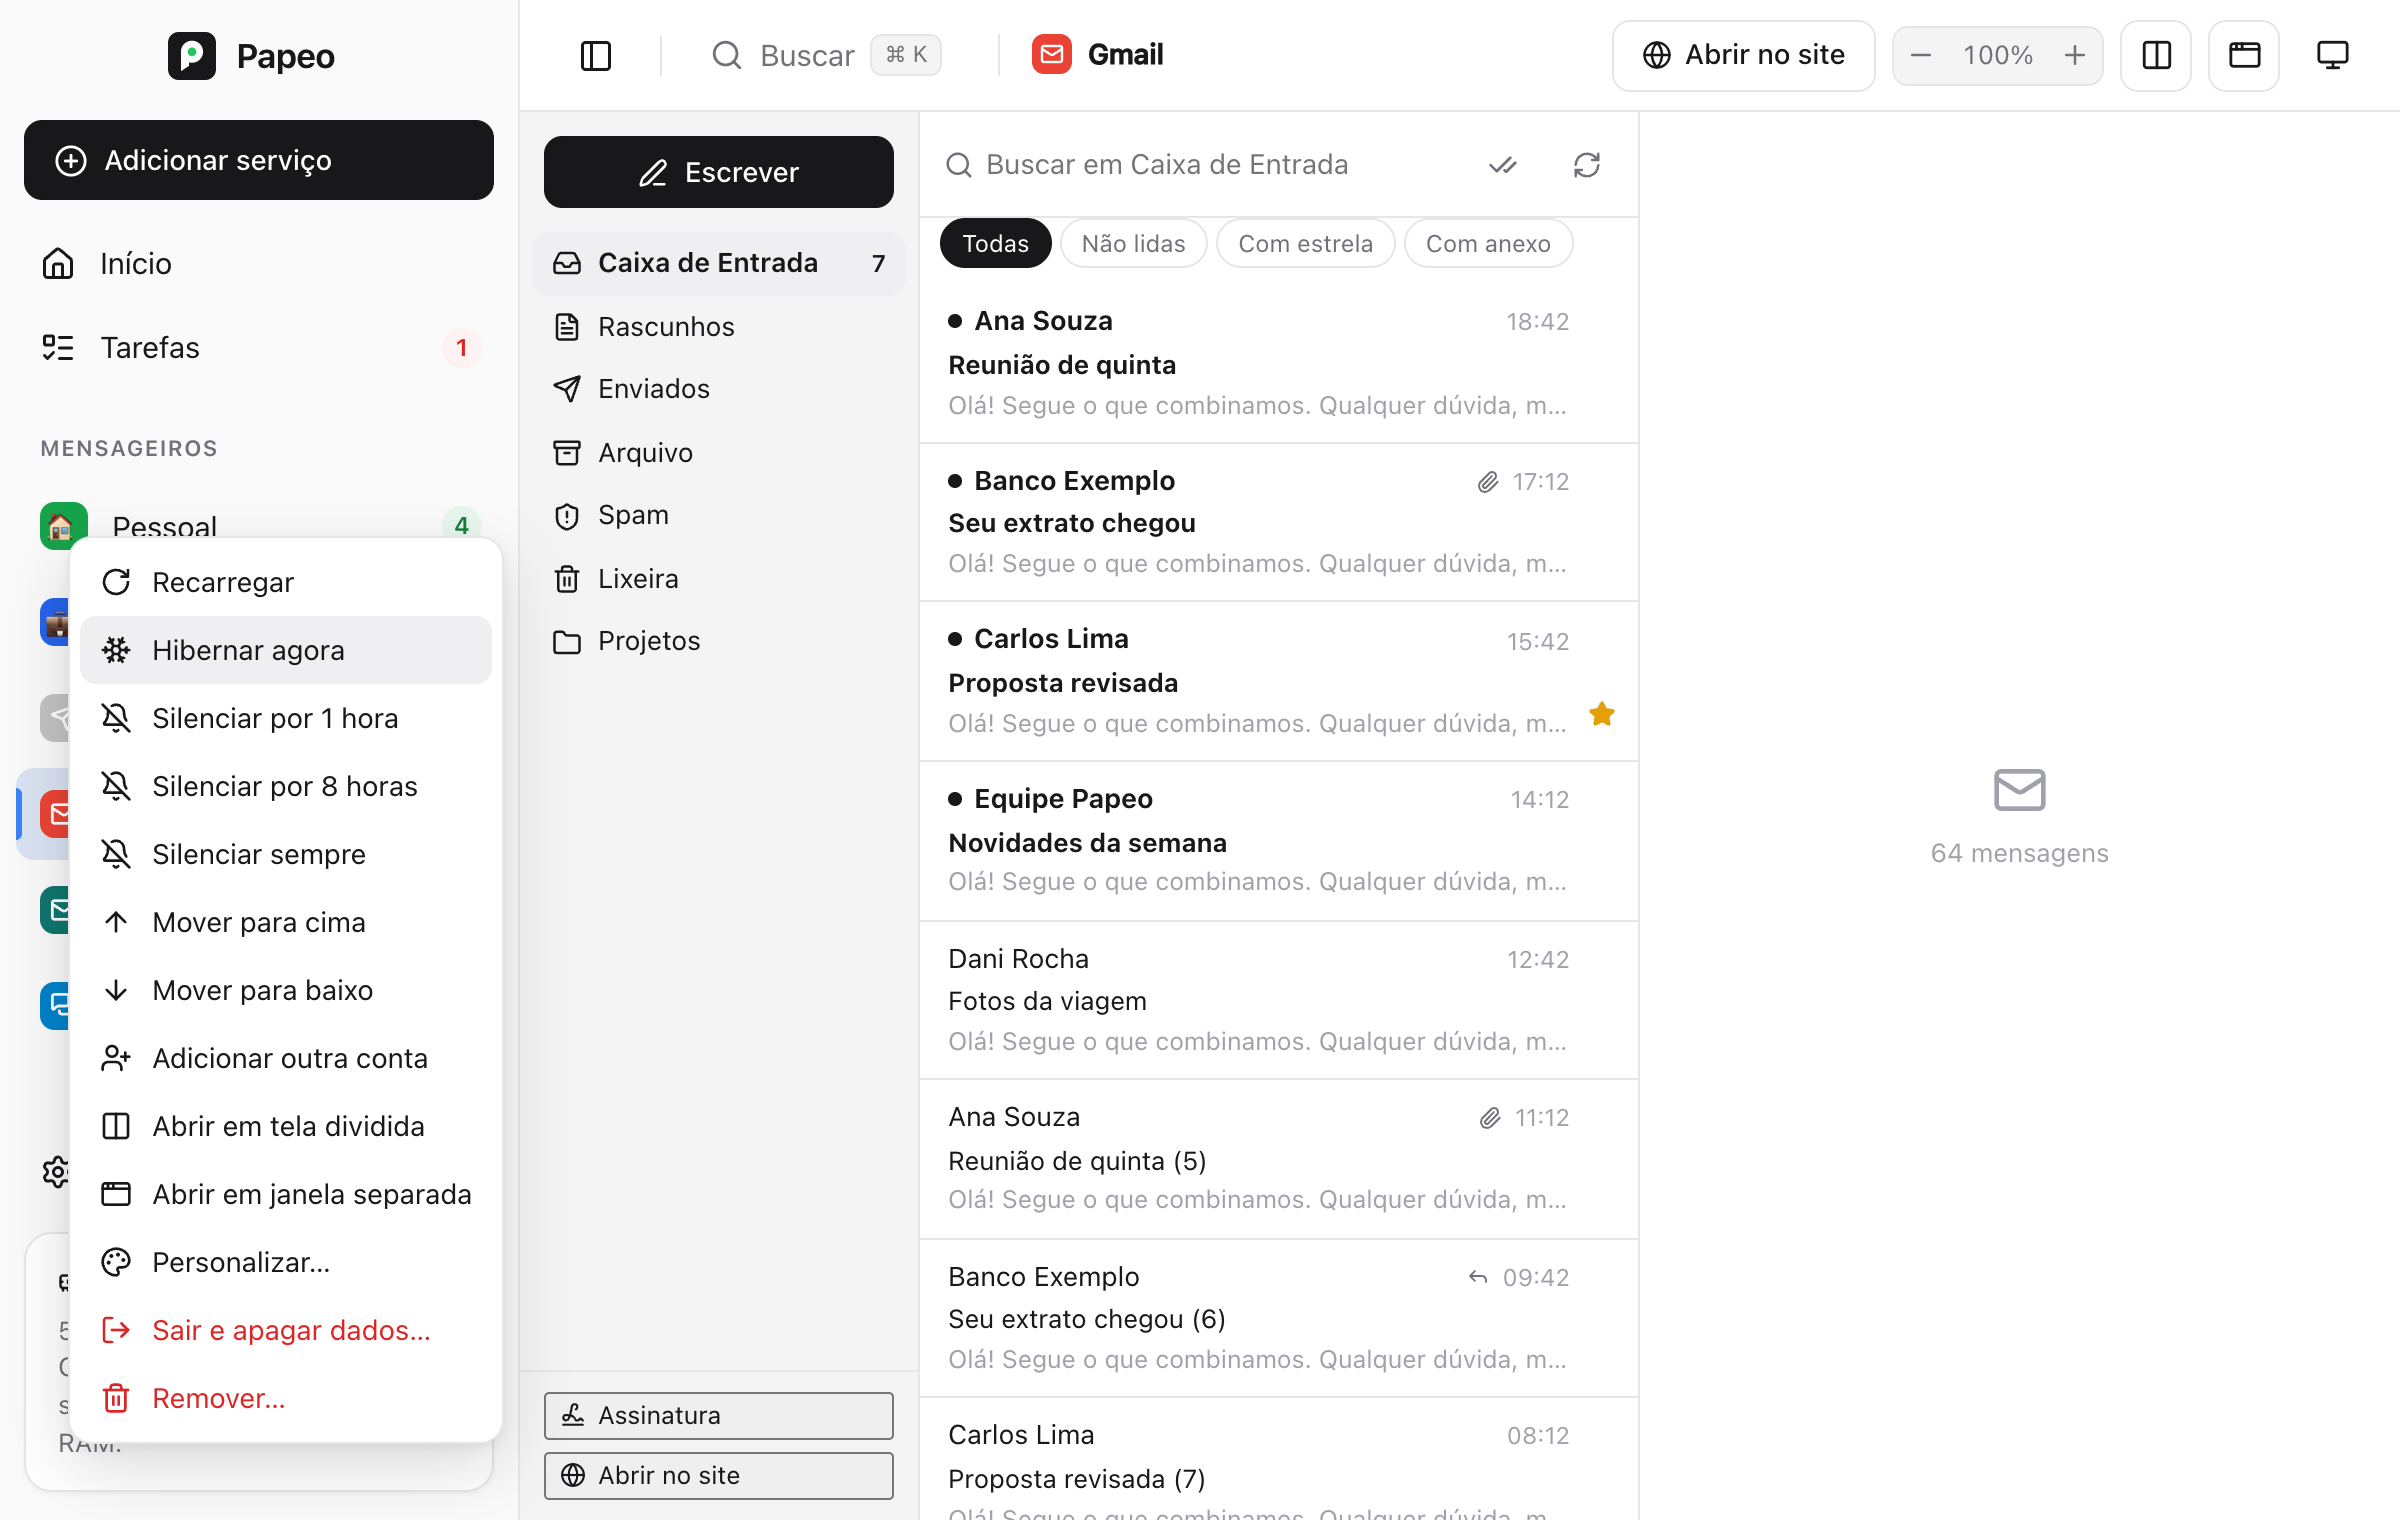 Papeo
Adicionar serviço
Início
Tarefas
1
MENSAGEIROS
Pessoal
4
Recarregar
Hibernar agora
Silenciar por 1 hora
Silenciar por 8 horas
Silenciar sempre
Mover para cima
Mover para baixo
Adicionar outra conta
Abrir em tela dividida
Abrir em janela separada
Personalizar...
Sair e apagar dados...
Remover...
RAM.
Buscar
⌘ K
Gmail
Abrir no site
− 100% +
Escrever
Caixa de Entrada 7
Rascunhos
Enviados
Arquivo
Spam
Lixeira
Projetos
Assinatura
Abrir no site
Buscar em Caixa de Entrada
Todas
Não lidas
Com estrela
Com anexo
Ana Souza 18:42
Reunião de quinta
Olá! Segue o que combinamos. Qualquer dúvida, m...
Banco Exemplo 17:12
Seu extrato chegou
Olá! Segue o que combinamos. Qualquer dúvida, m...
Carlos Lima 15:42
Proposta revisada
Olá! Segue o que combinamos. Qualquer dúvida, m...
Equipe Papeo 14:12
Novidades da semana
Olá! Segue o que combinamos. Qualquer dúvida, m...
Dani Rocha 12:42
Fotos da viagem
Olá! Segue o que combinamos. Qualquer dúvida, m...
Ana Souza 11:12
Reunião de quinta (5)
Olá! Segue o que combinamos. Qualquer dúvida, m...
Banco Exemplo 09:42
Seu extrato chegou (6)
Olá! Segue o que combinamos. Qualquer dúvida, m...
Carlos Lima 08:12
Proposta revisada (7)
Olá! Segue o que combinamos. Qualquer dúvida, m...
64 mensagens